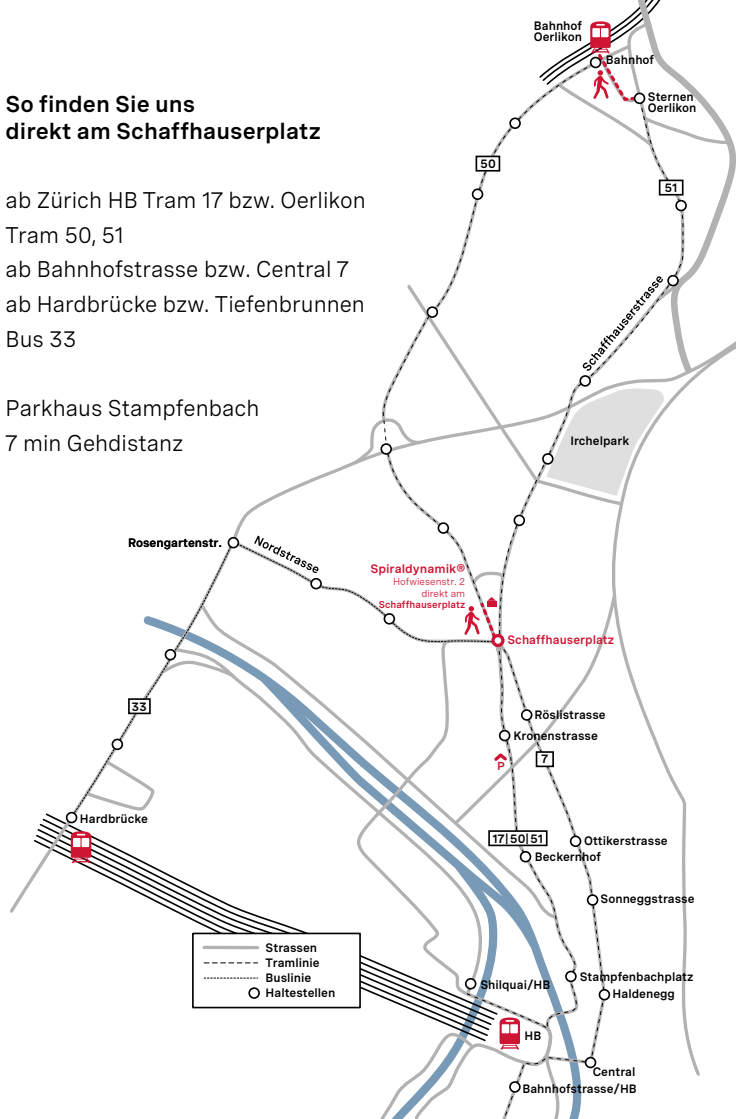 So finden Sie uns
direkt am Schaffhauserplatz
ab Zürich HB Tram 17 bzw. Oerlikon
Tram 50, 51
ab Bahnhofstrasse bzw. Central 7
ab Hardbrücke bzw. Tiefenbrunnen
Bus 33
Parkhaus Stampfenbach
7 min Gehdistanz
Bahnhof
Oerlikon
Bahnhof
Sternen
Oerlikon
50
51
Schaffhauserstrasse
Irchelpark
Rosengartenstr.
Nordstrasse
Spiraldynamik®
Hofwiesenstr. 2
direkt am
Schaffhauserplatz
Schaffhauserplatz
33
Röslistrasse
Kronenstrasse
7
P
Hardbrücke
17|50|51
Ottikerstrasse
Beckernhof
Sonneggstrasse
Strassen
Tramlinie
Buslinie
Haltestellen
Shilquai/HB
Stampfenbachplatz
Haldenegg
HB
Central
Bahnhofstrasse/HB